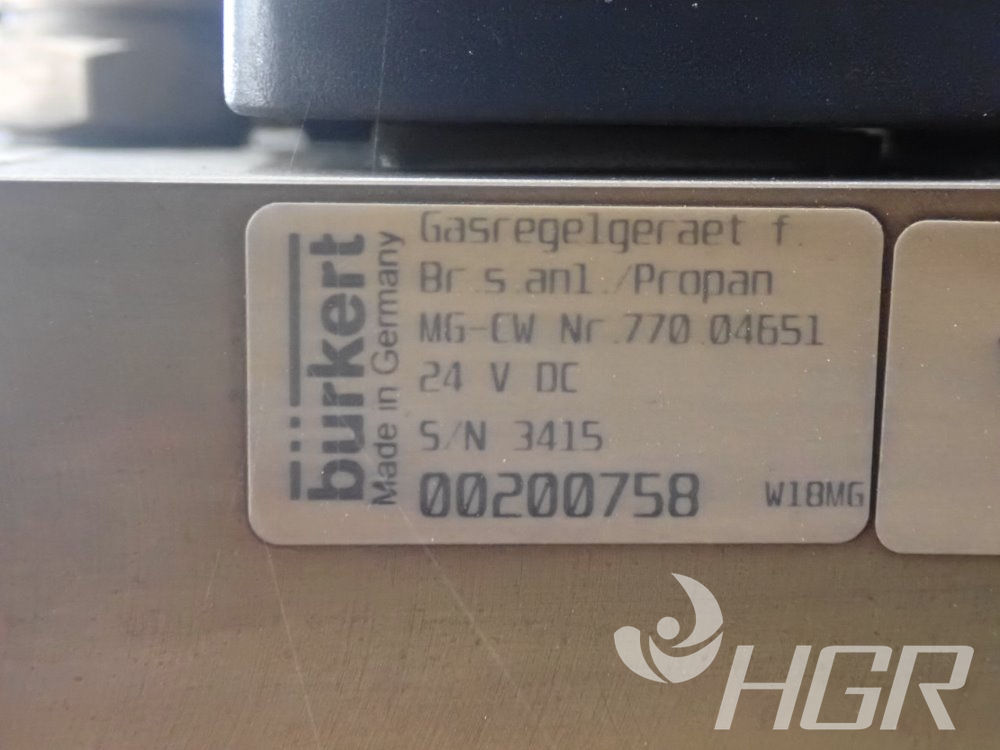 bürkert
Made in Germany
Gasregelgeraet f.
Br.s.anl./Propan
MG-CW Nr.770 04651
24 V DC
S/N 3415
00200758
W18MG
HGR